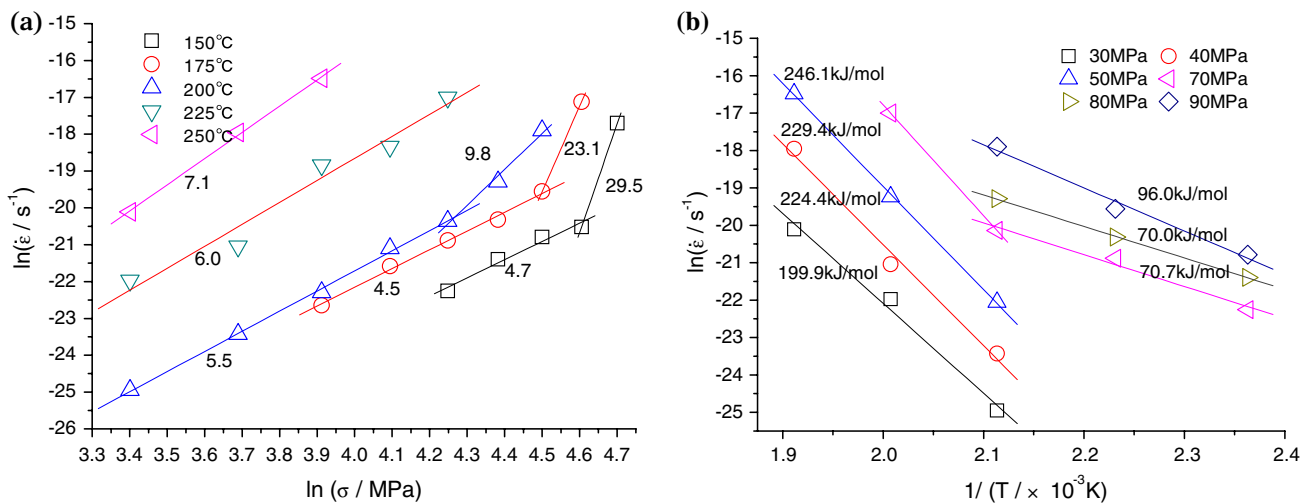 (a)
-15
-16
-17
-18
-19
-20
-21
-22
-23
-24
-25
-26
ln(ε̇ / s⁻¹)
150°C
175°C
200°C
225°C
250°C
7.1
9.8
23.1
29.5
6.0
4.5
4.7
5.5
3.3 3.4 3.5 3.6 3.7 3.8 3.9 4.0 4.1 4.2 4.3 4.4 4.5 4.6 4.7
ln (σ / MPa)
(b)
-15
-16
-17
-18
-19
-20
-21
-22
-23
-24
-25
ln(ε̇ / s⁻¹)
30MPa 40MPa
50MPa 70MPa
80MPa 90MPa
246.1kJ/mol
229.4kJ/mol
224.4kJ/mol
199.9kJ/mol
96.0kJ/mol
70.0kJ/mol
70.7kJ/mol
1.9 2.0 2.1 2.2 2.3 2.4
1/ (T / × 10⁻³K)